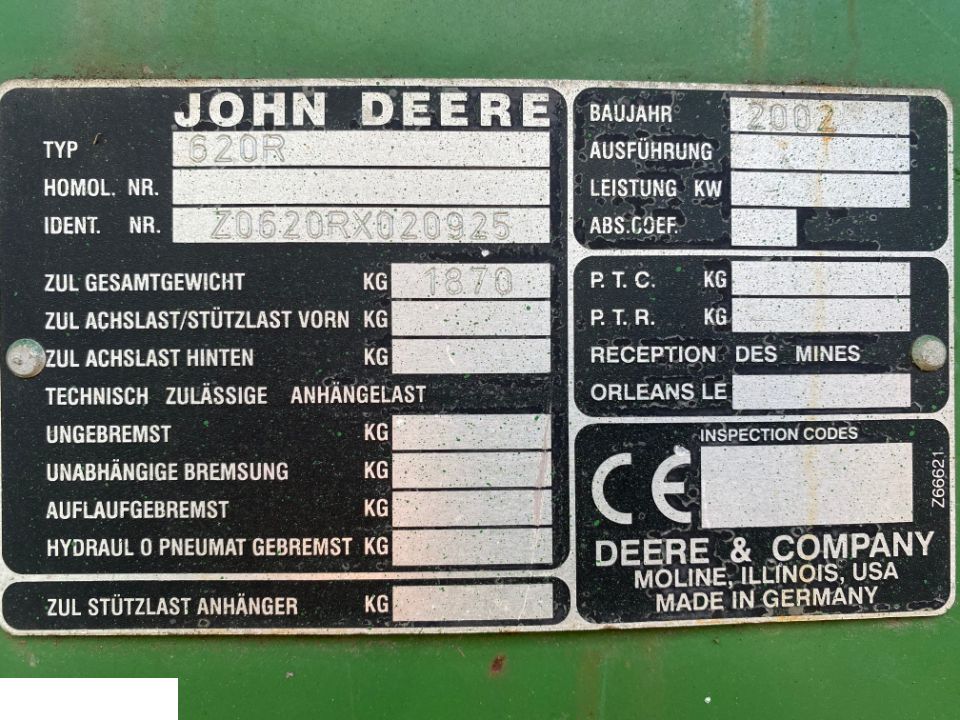 JOHN DEERE
TYP 620R
HOMOL. NR.
IDENT. NR. Z0620RX020925
ZUL GESAMTGEWICHT KG 1870
ZUL ACHSLAST/STÜTZLAST VORN KG
ZUL ACHSLAST HINTEN KG
TECHNISCH ZULÄSSIGE ANHÄNGELAST
UNGEBREMST KG
UNABHÄNGIGE BREMSUNG KG
AUFLAUFGEBREMST KG
HYDRAUL O PNEUMAT GEBREMST KG
ZUL STÜTZLAST ANHÄNGER KG
BAUJAHR 2002
AUSFÜHRUNG
LEISTUNG KW
ABS.COEF.
P. T. C. KG
P. T. R. KG
RECEPTION DES MINES
ORLEANS LE
INSPECTION CODES
CE
Z66621
DEERE & COMPANY
MOLINE, ILLINOIS, USA
MADE IN GERMANY